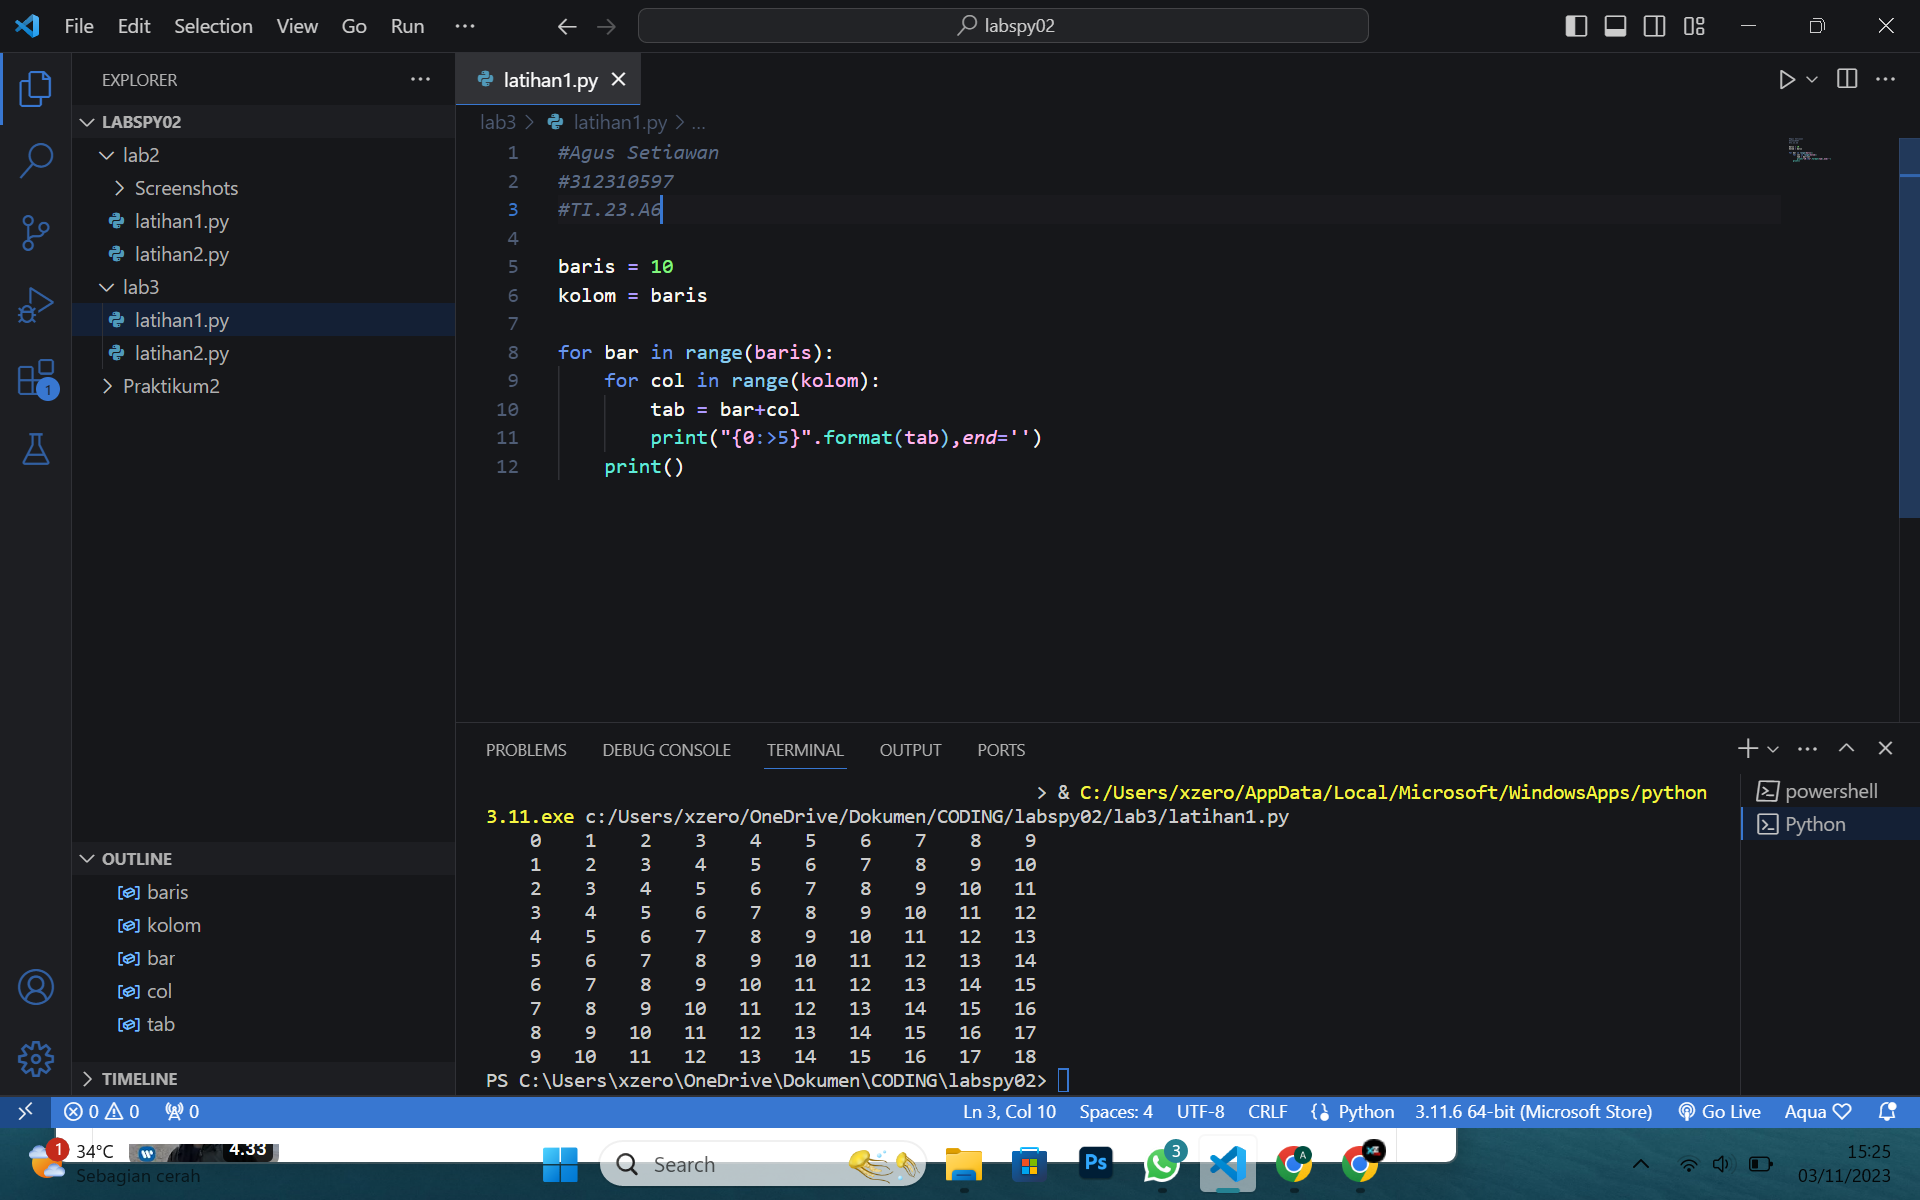 File Edit Selection View Go Run ··· labspy02
EXPLORER ···
latihan1.py
LABSPY02
lab3 > latihan1.py > ...
lab2
Screenshots
latihan1.py
latihan2.py
lab3
latihan1.py
latihan2.py
Praktikum2
1
1 #Agus Setiawan
2 #312310597
3 #TI.23.A6
4
5 baris = 10
6 kolom = baris
7
8 for bar in range(baris):
9     for col in range(kolom):
10         tab = bar+col
11         print("{0:>5}".format(tab),end='')
12     print()
OUTLINE
baris
kolom
bar
col
tab
TIMELINE
PROBLEMS DEBUG CONSOLE TERMINAL OUTPUT PORTS
> & C:/Users/xzero/AppData/Local/Microsoft/WindowsApps/python
3.11.exe c:/Users/xzero/OneDrive/Dokumen/CODING/labspy02/lab3/latihan1.py
    0    1    2    3    4    5    6    7    8    9
    1    2    3    4    5    6    7    8    9   10
    2    3    4    5    6    7    8    9   10   11
    3    4    5    6    7    8    9   10   11   12
    4    5    6    7    8    9   10   11   12   13
    5    6    7    8    9   10   11   12   13   14
    6    7    8    9   10   11   12   13   14   15
    7    8    9   10   11   12   13   14   15   16
    8    9   10   11   12   13   14   15   16   17
    9   10   11   12   13   14   15   16   17   18
PS C:\Users\xzero\OneDrive\Dokumen\CODING\labspy02>
powershell
Python
0 0 0 Ln 3, Col 10 Spaces: 4 UTF-8 CRLF Python 3.11.6 64-bit (Microsoft Store) Go Live Aqua
1 34°C
Sebagian cerah
4.33
Search
Ps
3
A
15:25
03/11/2023